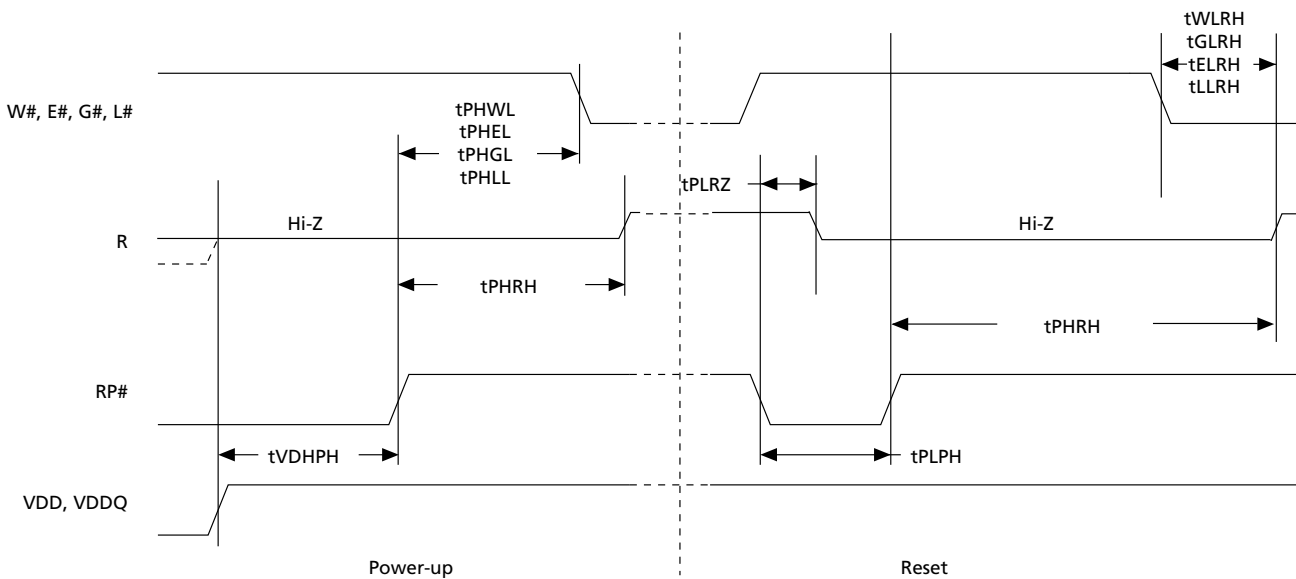 tWLRH
tGLRH
tELRH
tLLRH
W#, E#, G#, L#
tPHWL
tPHEL
tPHGL
tPHLL
tPLRZ
R
Hi-Z
Hi-Z
tPHRH
tPHRH
RP#
tVDHPH
tPLPH
VDD, VDDQ
Power-up
Reset